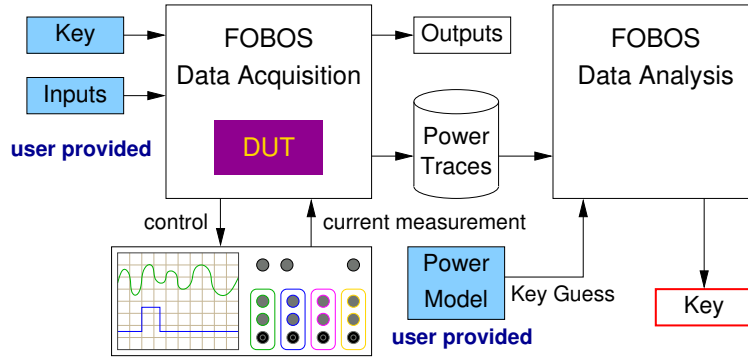 Key
Inputs
user provided
FOBOS
Data Acquisition
DUT
Outputs
Power
Traces
FOBOS
Data Analysis
control
current measurement
Power
Model
user provided
Key Guess
Key